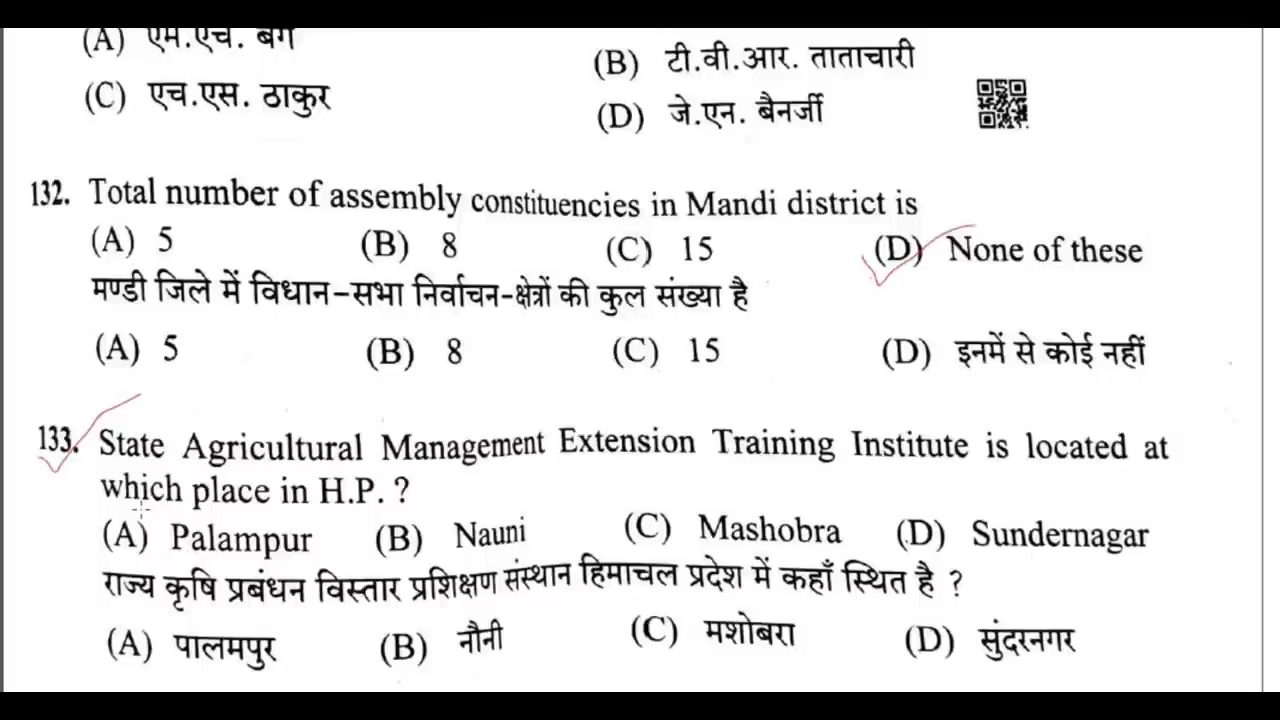 (A) एम.एच. बेग
(B) टी.वी.आर. ताताचारी
(C) एच.एस. ठाकुर
(D) जे.एन. बैनर्जी
132. Total number of assembly constituencies in Mandi district is
(A) 5 (B) 8 (C) 15 (D) None of these
मण्डी जिले में विधान-सभा निर्वाचन-क्षेत्रों की कुल संख्या है
(A) 5 (B) 8 (C) 15 (D) इनमें से कोई नहीं
133. State Agricultural Management Extension Training Institute is located at
which place in H.P. ?
(A) Palampur (B) Nauni (C) Mashobra (D) Sundernagar
राज्य कृषि प्रबंधन विस्तार प्रशिक्षण संस्थान हिमाचल प्रदेश में कहाँ स्थित है ?
(A) पालमपुर (B) नौनी (C) मशोबरा (D) सुंदरनगर